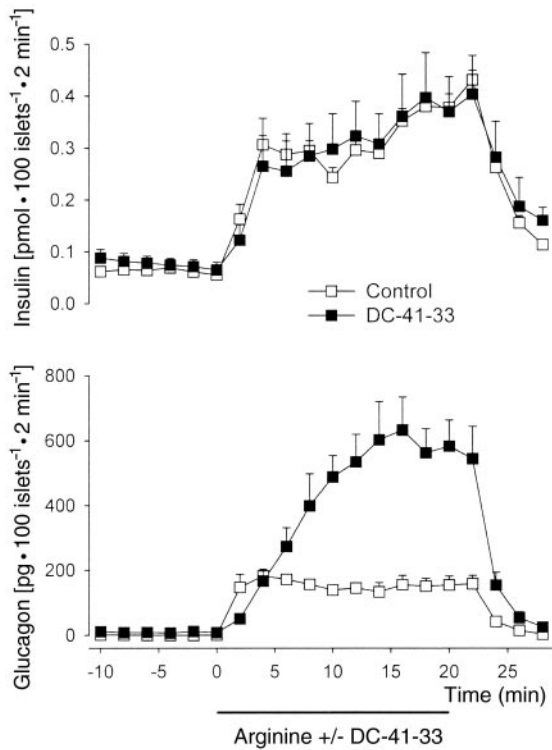 0.5
0.4
0.3
0.2
0.1
0.0
Insulin [pmol•100 islets⁻¹•2 min⁻¹]
Control
DC-41-33
800
600
400
200
0
Glucagon [pg•100 islets⁻¹•2 min⁻¹]
-10 -5 0 5 10 15 20 25
Time (min)
Arginine +/- DC-41-33